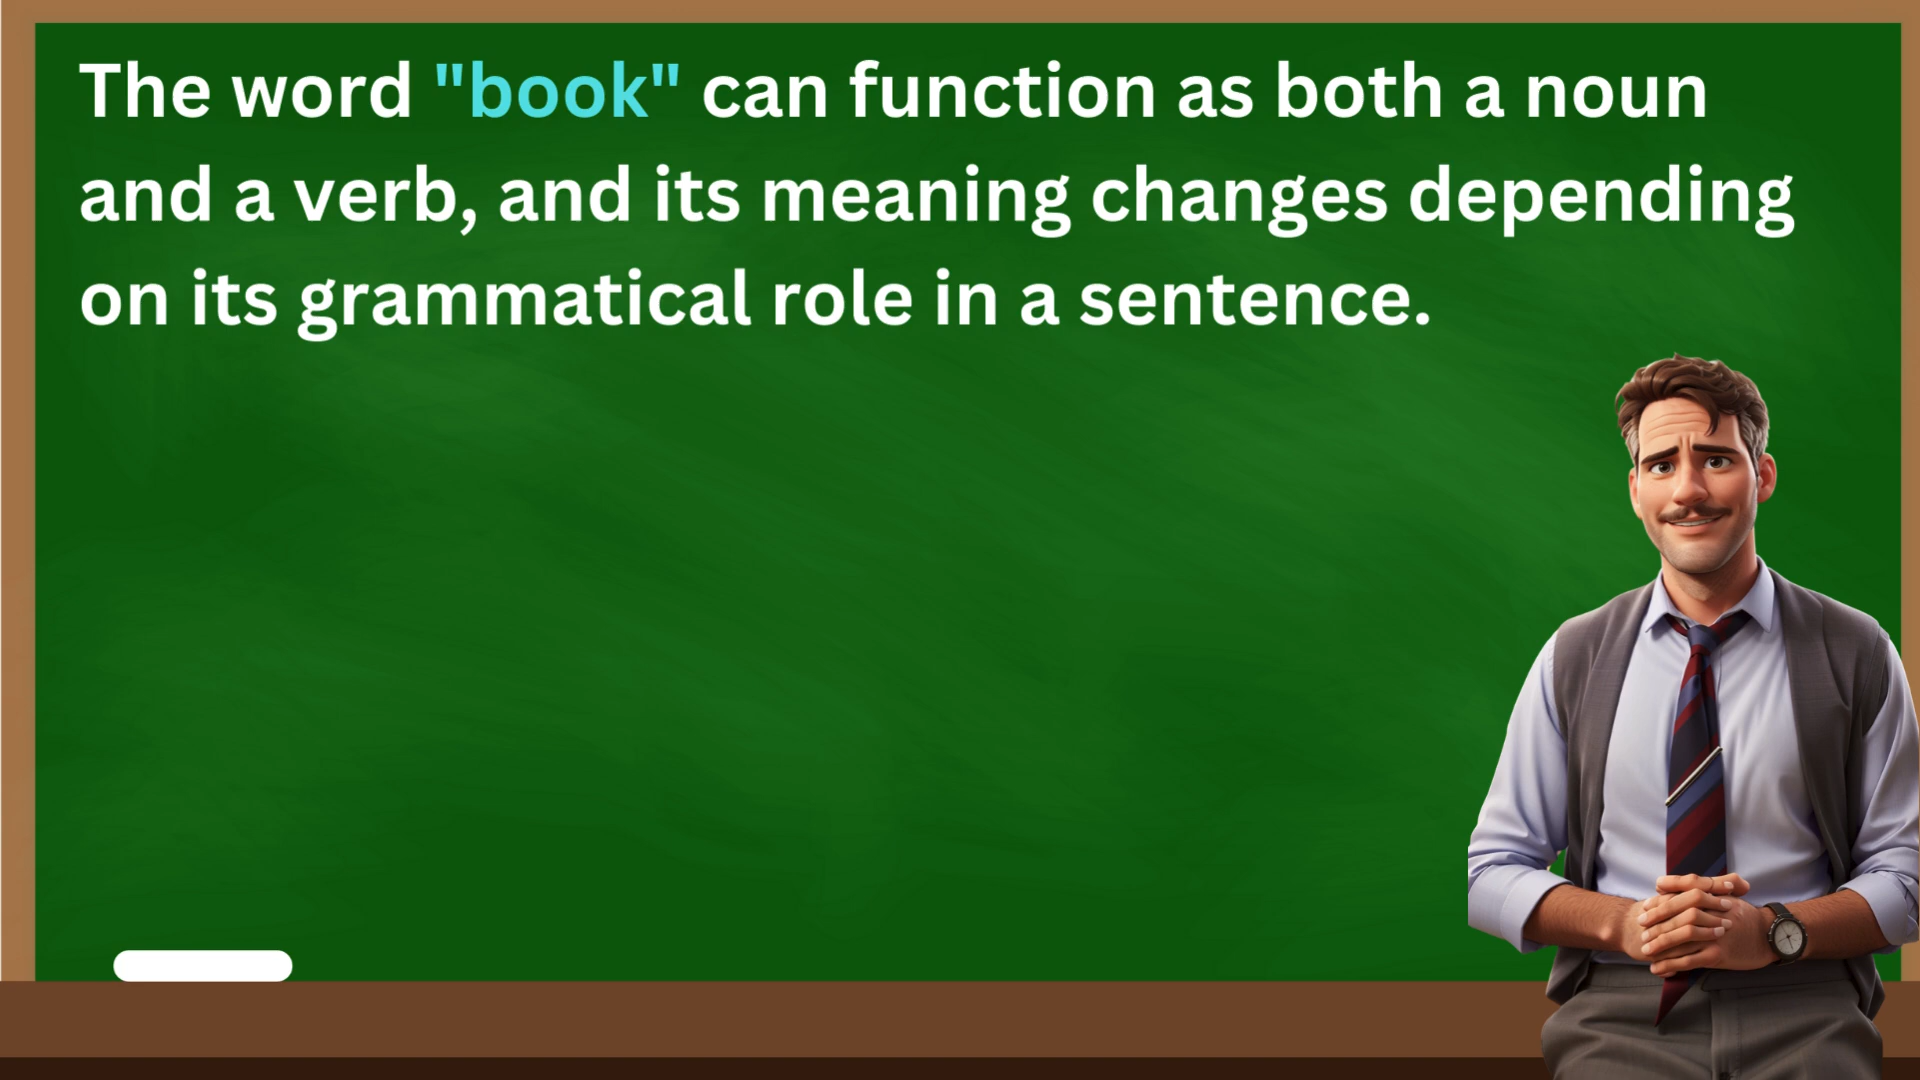 The word "book" can function as both a noun
and a verb, and its meaning changes depending
on its grammatical role in a sentence.